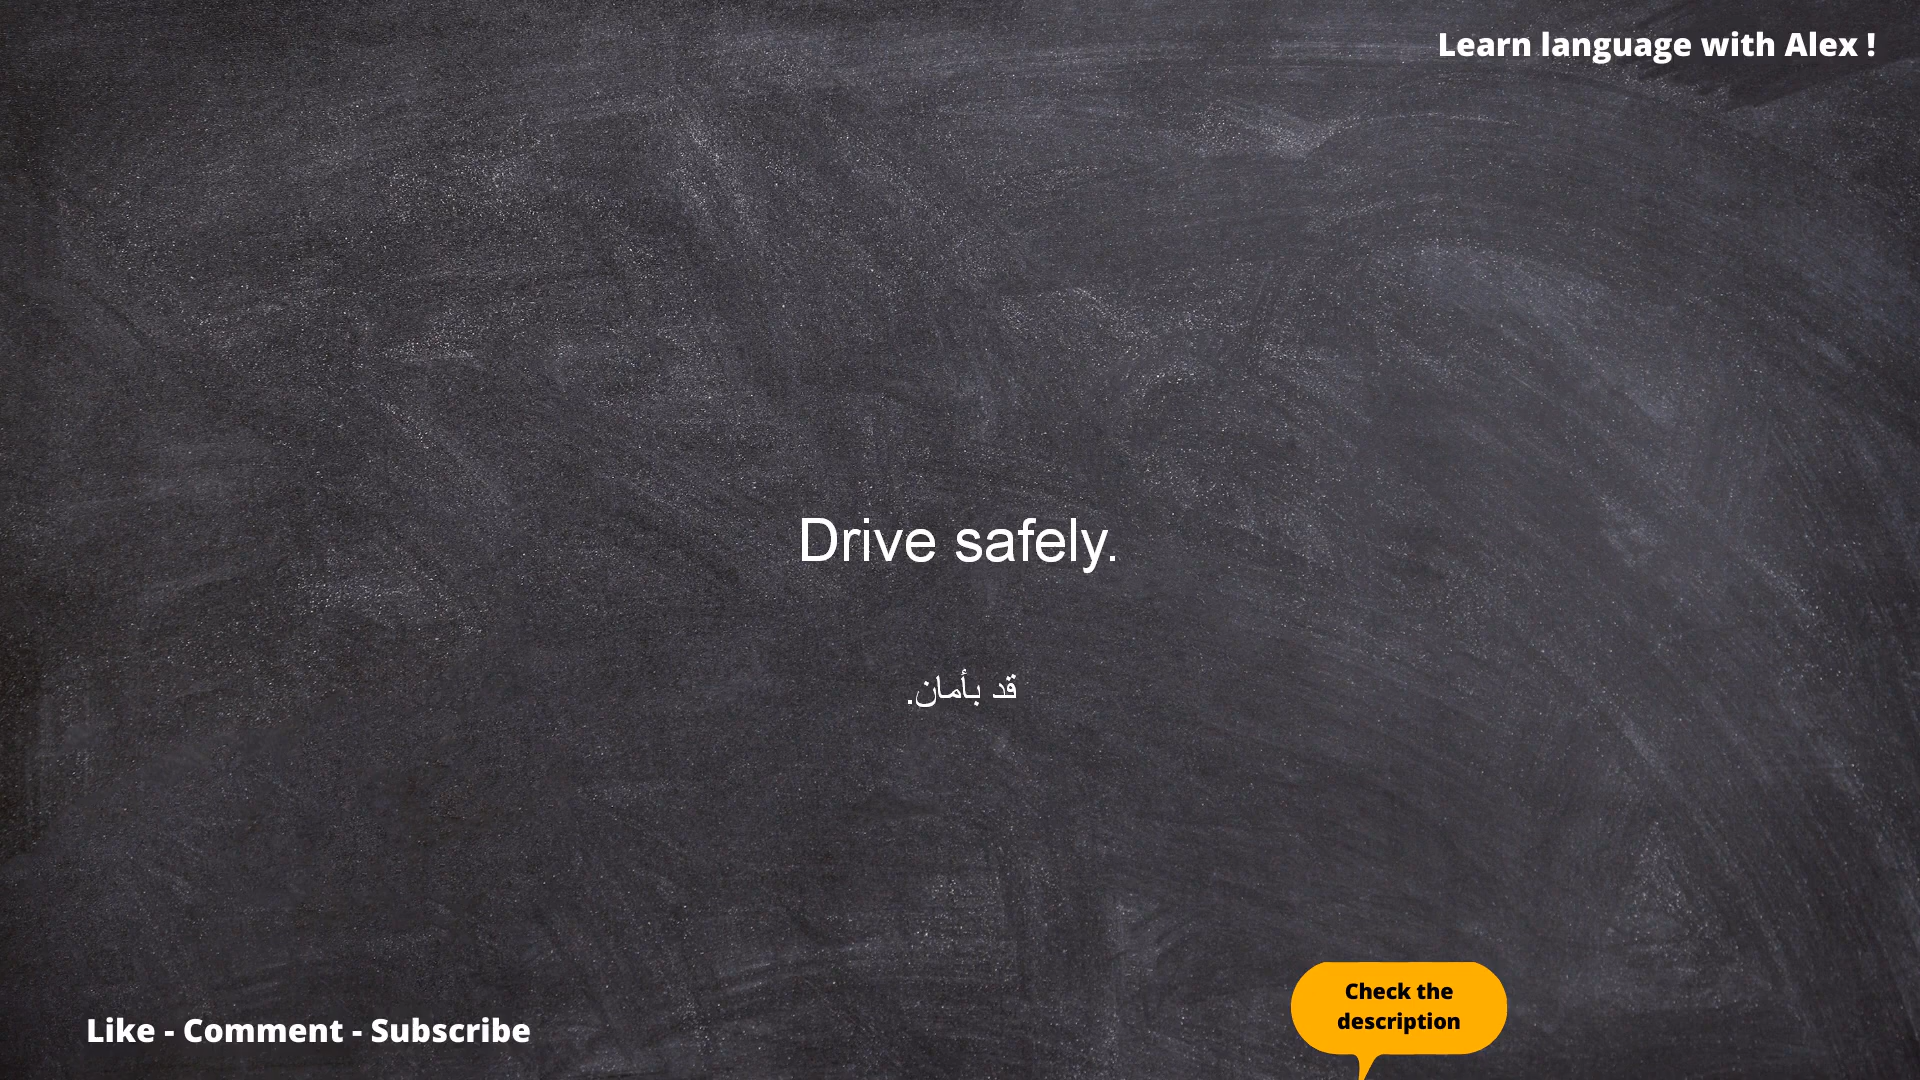 Learn language with Alex !
Drive safely.
قد بأمان.
Like - Comment - Subscribe
Check the
description